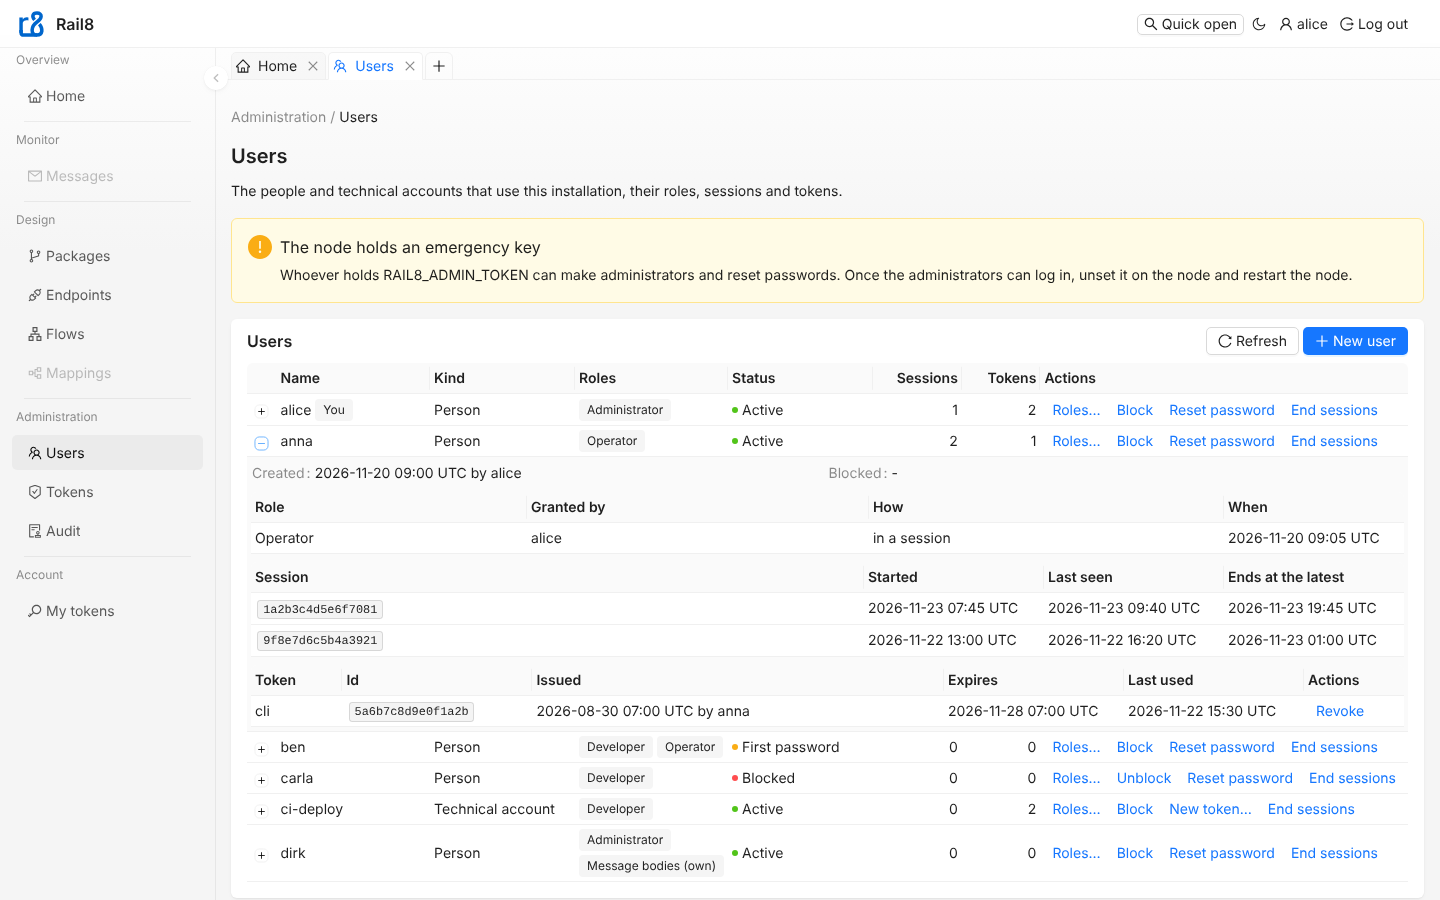 Rail8
Quick open
alice
Log out
Overview
Home
Monitor
Messages
Design
Packages
Endpoints
Flows
Mappings
Administration
Users
Tokens
Audit
Account
My tokens
Home
Users
Administration / Users
Users
The people and technical accounts that use this installation, their roles, sessions and tokens.
The node holds an emergency key
Whoever holds RAIL8_ADMIN_TOKEN can make administrators and reset passwords. Once the administrators can log in, unset it on the node and restart the node.
Users
Refresh
New user
Name Kind Roles Status Sessions Tokens Actions
alice You Person Administrator Active 1 2 Roles... Block Reset password End sessions
anna Person Operator Active 2 1 Roles... Block Reset password End sessions
Created: 2026-11-20 09:00 UTC by alice Blocked: -
Role Granted by How When
Operator alice in a session 2026-11-20 09:05 UTC
Session Started Last seen Ends at the latest
1a2b3c4d5e6f7081 2026-11-23 07:45 UTC 2026-11-23 09:40 UTC 2026-11-23 19:45 UTC
9f8e7d6c5b4a3921 2026-11-22 13:00 UTC 2026-11-22 16:20 UTC 2026-11-23 01:00 UTC
Token Id Issued Expires Last used Actions
cli 5a6b7c8d9e0f1a2b 2026-08-30 07:00 UTC by anna 2026-11-28 07:00 UTC 2026-11-22 15:30 UTC Revoke
ben Person Developer Operator First password 0 0 Roles... Block Reset password End sessions
carla Person Developer Blocked 0 0 Roles... Unblock Reset password End sessions
ci-deploy Technical account Developer Active 0 2 Roles... Block New token... End sessions
dirk Person Administrator Message bodies (own) Active 0 0 Roles... Block Reset password End sessions